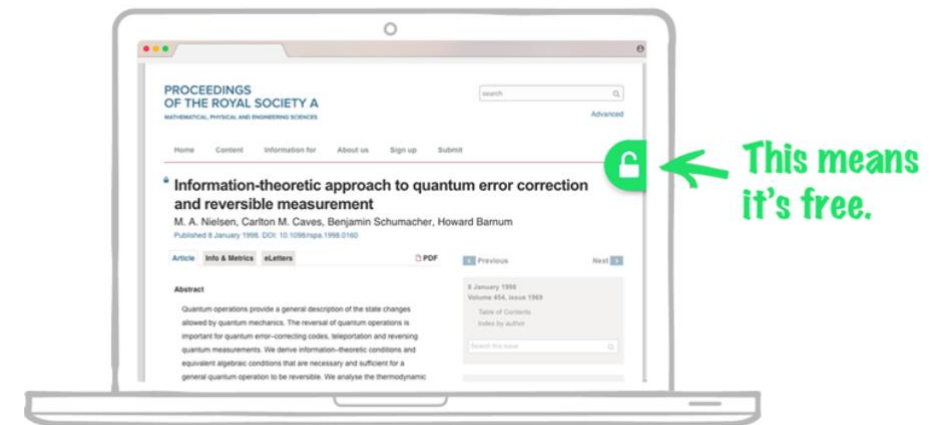 PROCEEDINGS
OF THE ROYAL SOCIETY A
MATHEMATICAL, PHYSICAL AND ENGINEERING SCIENCES
search
Advanced
Home Content Information for About us Sign up Submit
Information-theoretic approach to quantum error correction
and reversible measurement
M. A. Nielsen, Carlton M. Caves, Benjamin Schumacher, Howard Barnum
Published 8 January 1998. DOI: 10.1098/rspa.1998.0160
Article Info & Metrics eLetters PDF
Previous Next
Abstract
Quantum operations provide a general description of the state changes
allowed by quantum mechanics. The reversal of quantum operations is
important for quantum error-correcting codes, teleportation and reversing
quantum measurements. We derive information-theoretic conditions and
equivalent algebraic conditions that are necessary and sufficient for a
general quantum operation to be reversible. We analyse the thermodynamic
8 January 1998
Volume 454, issue 1969
Table of Contents
Index by author
Search this issue
This means
it's free.